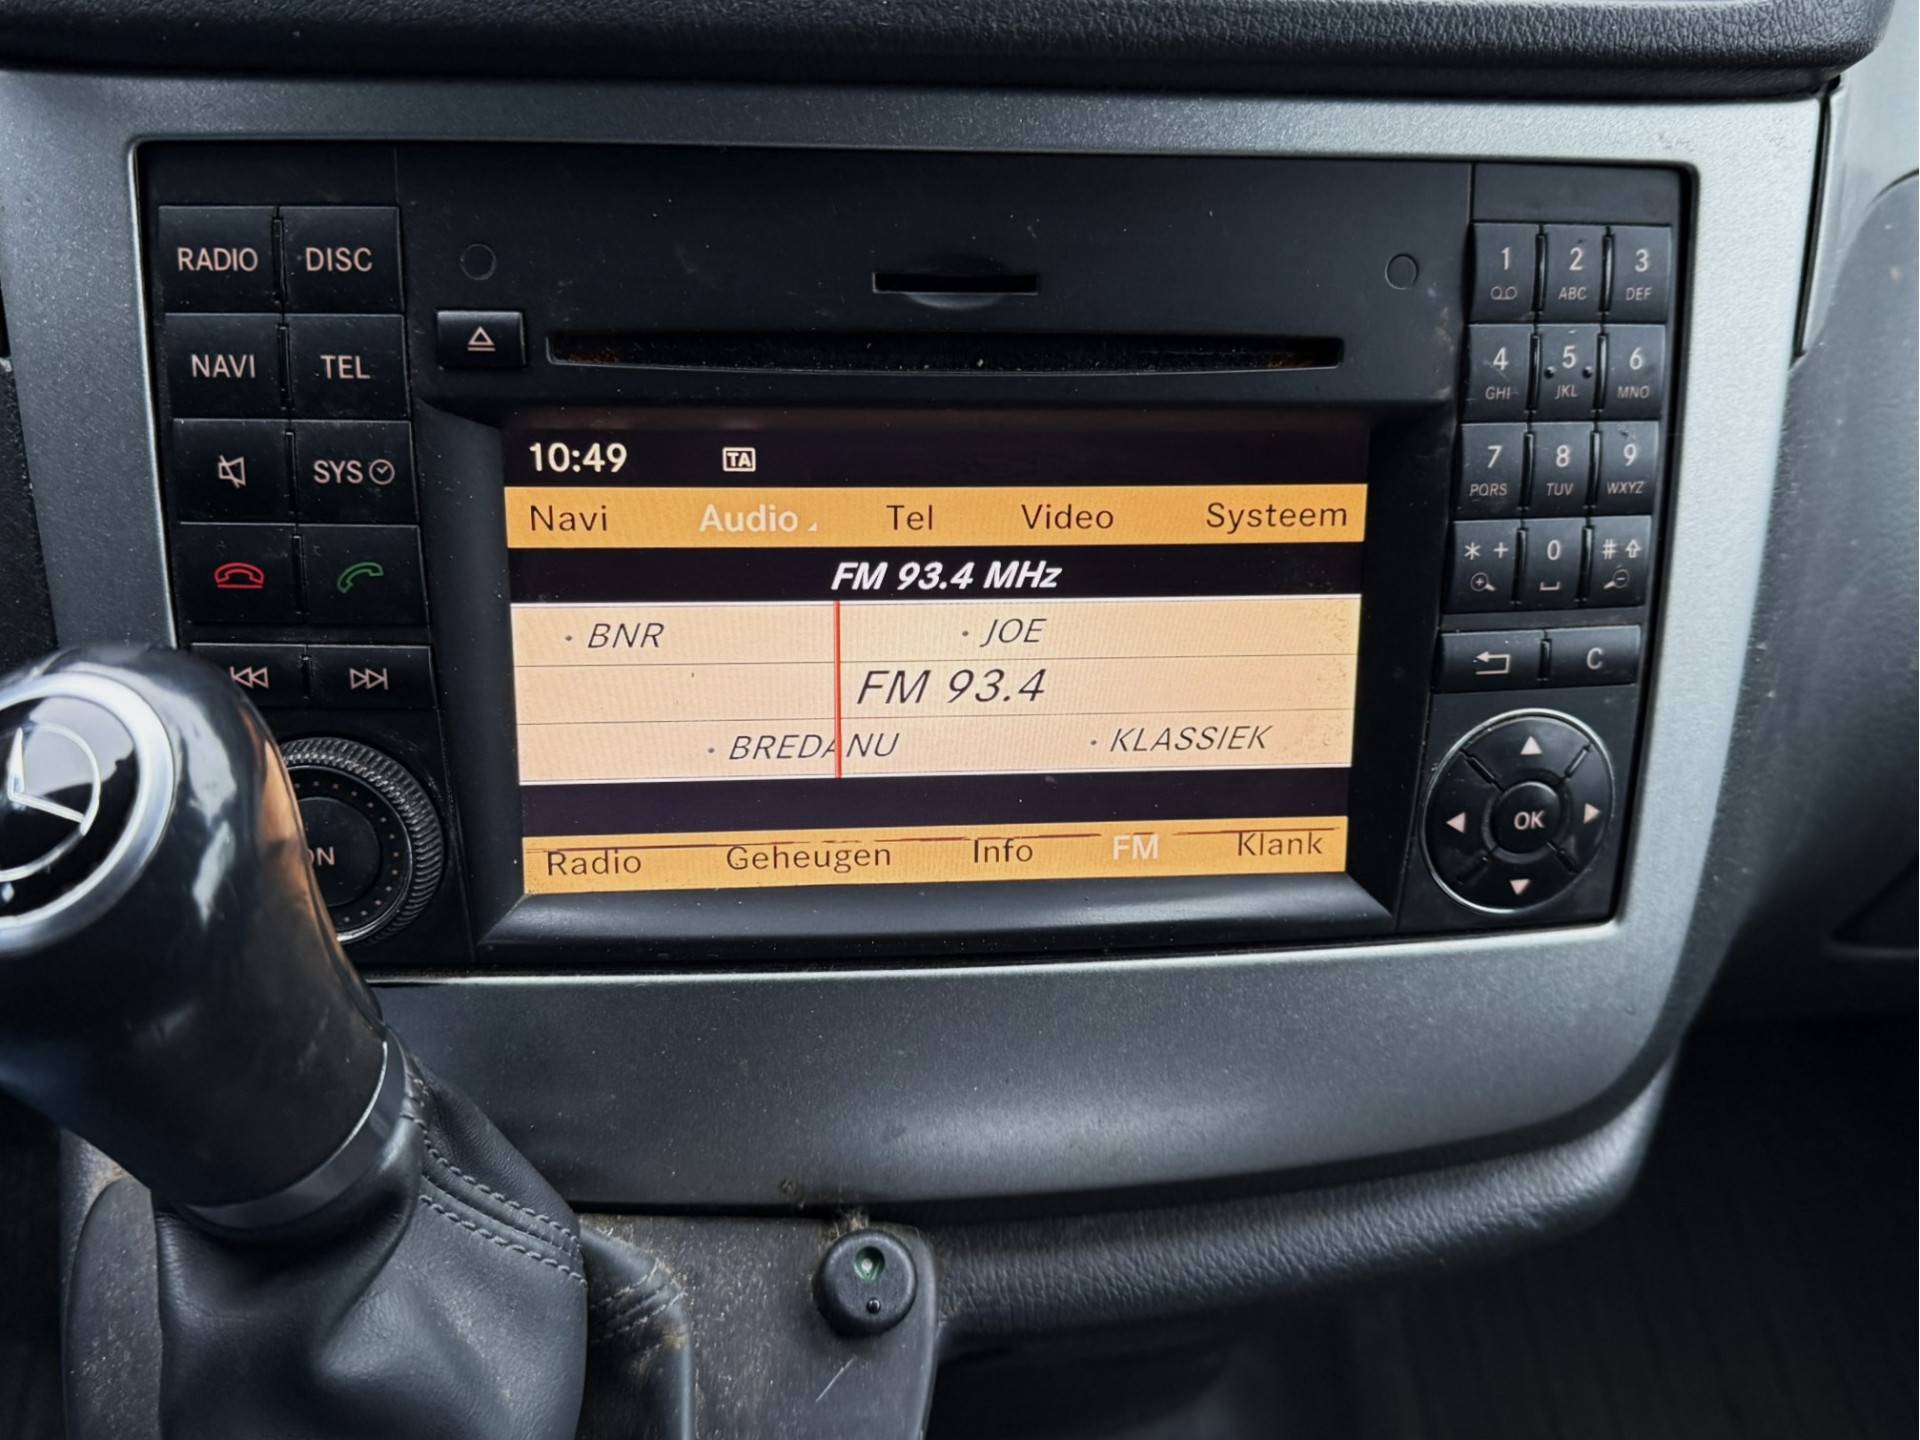 RADIO DISC
NAVI TEL
SYS
1 2 ABC 3 DEF
4 GHI 5 JKL 6 MNO
7 PQRS 8 TUV 9 WXYZ
* + 0 #
C
OK
10:49 TA
Navi Audio Tel Video Systeem
FM 93.4 MHz
• BNR • JOE
FM 93.4
• BREDANU • KLASSIEK
Radio Geheugen Info FM Klank